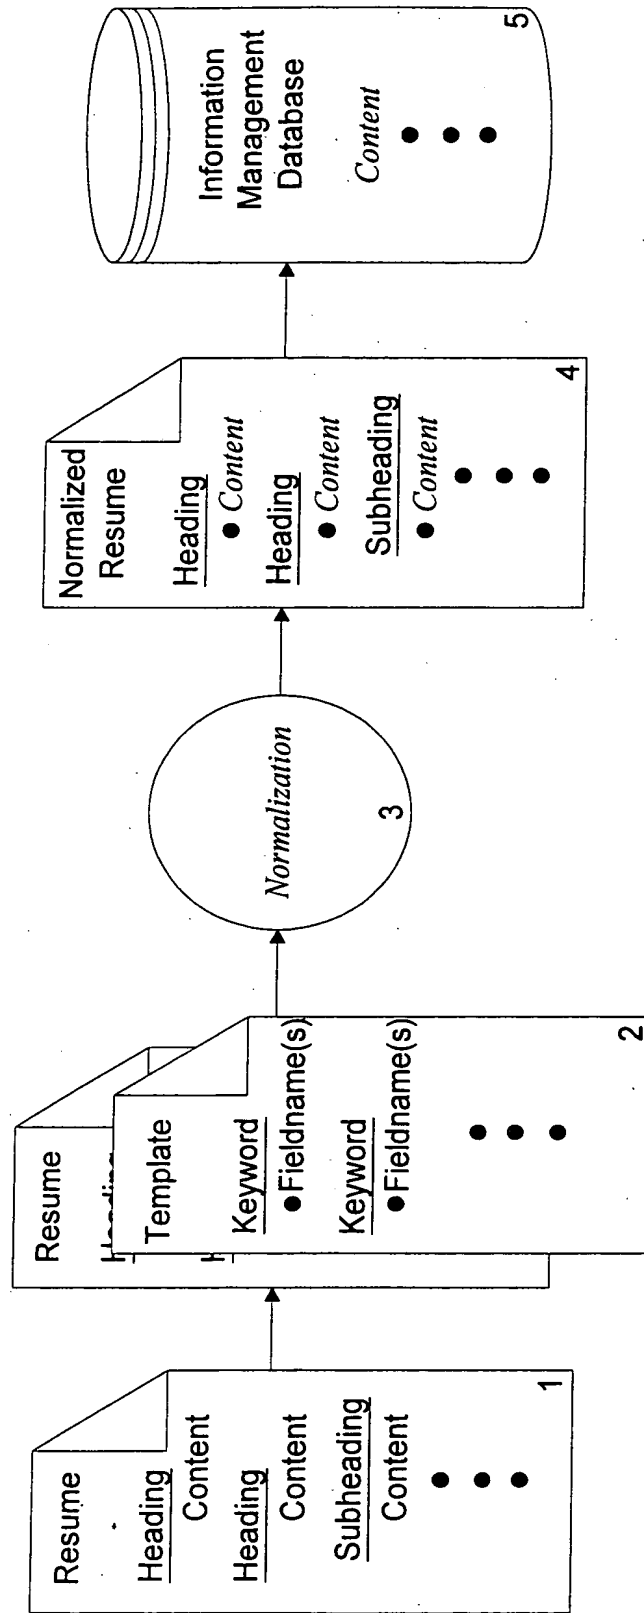 Resume
Heading
Content
Heading
Content
Subheading
Content
1
Resume
Heading
Template
Keyword
●Fieldname(s)
Keyword
●Fieldname(s)
2
Normalization
3
Normalized
Resume
Heading
● Content
Heading
● Content
Subheading
● Content
4
Information
Management
Database
Content
5